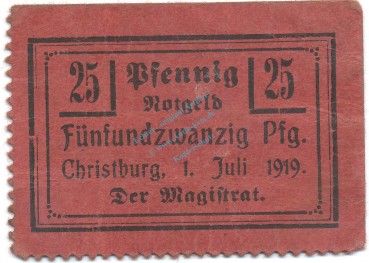 25 Pfennig 25
Notgeld
Fünfundzwanzig Pfg.
Christburg, 1. Juli 1919.
Der Magistrat.